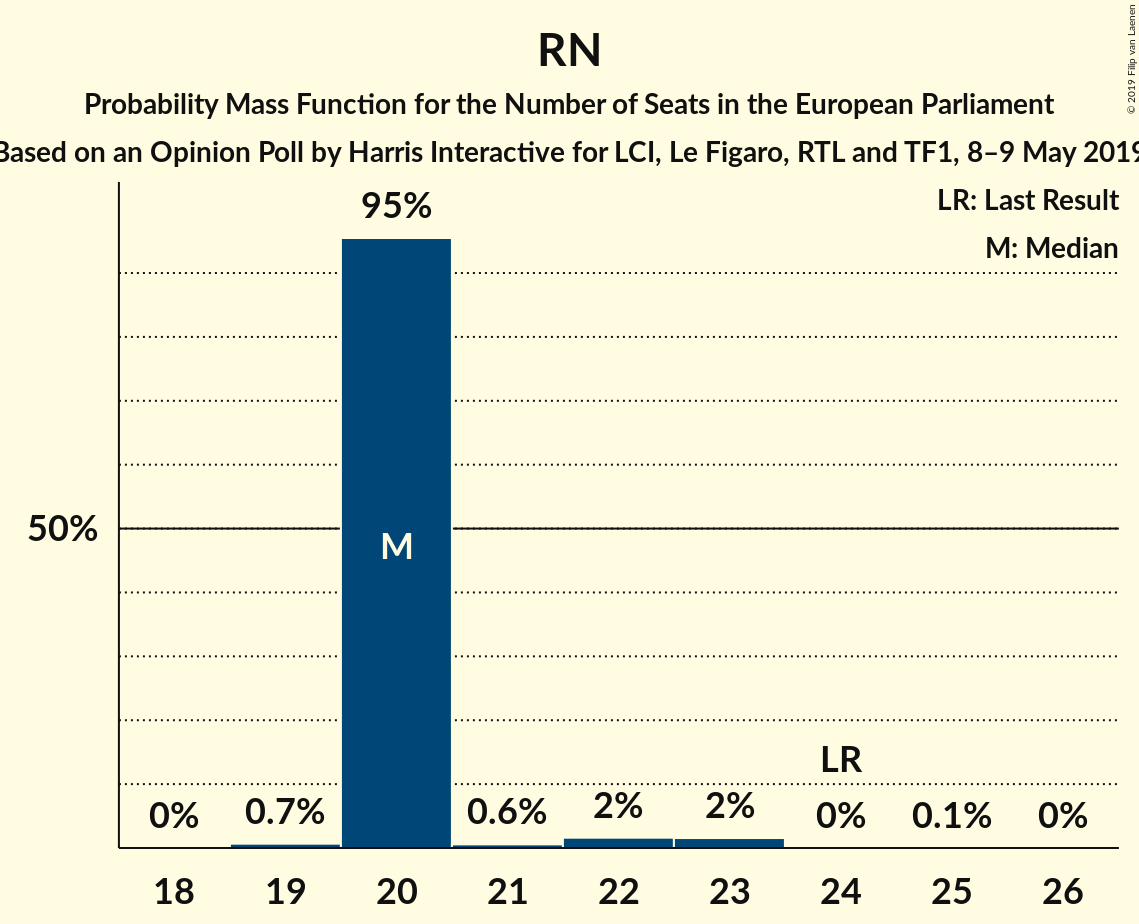 RN
Probability Mass Function for the Number of Seats in the European Parliament
Based on an Opinion Poll by Harris Interactive for LCI, Le Figaro, RTL and TF1, 8–9 May 2019
© 2019 Filip van Laenen
LR: Last Result
M: Median
95%
50%
M
LR
0% 0.7% 0.6% 2% 2% 0% 0.1% 0%
18 19 20 21 22 23 24 25 26